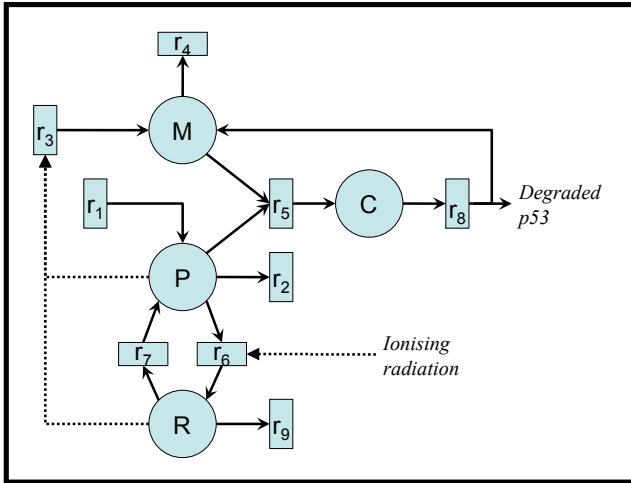 r₄
M
r₃
r₁
r₅
C
r₈
Degraded
p53
P
r₂
r₇
r₆
Ionising
radiation
R
r₉